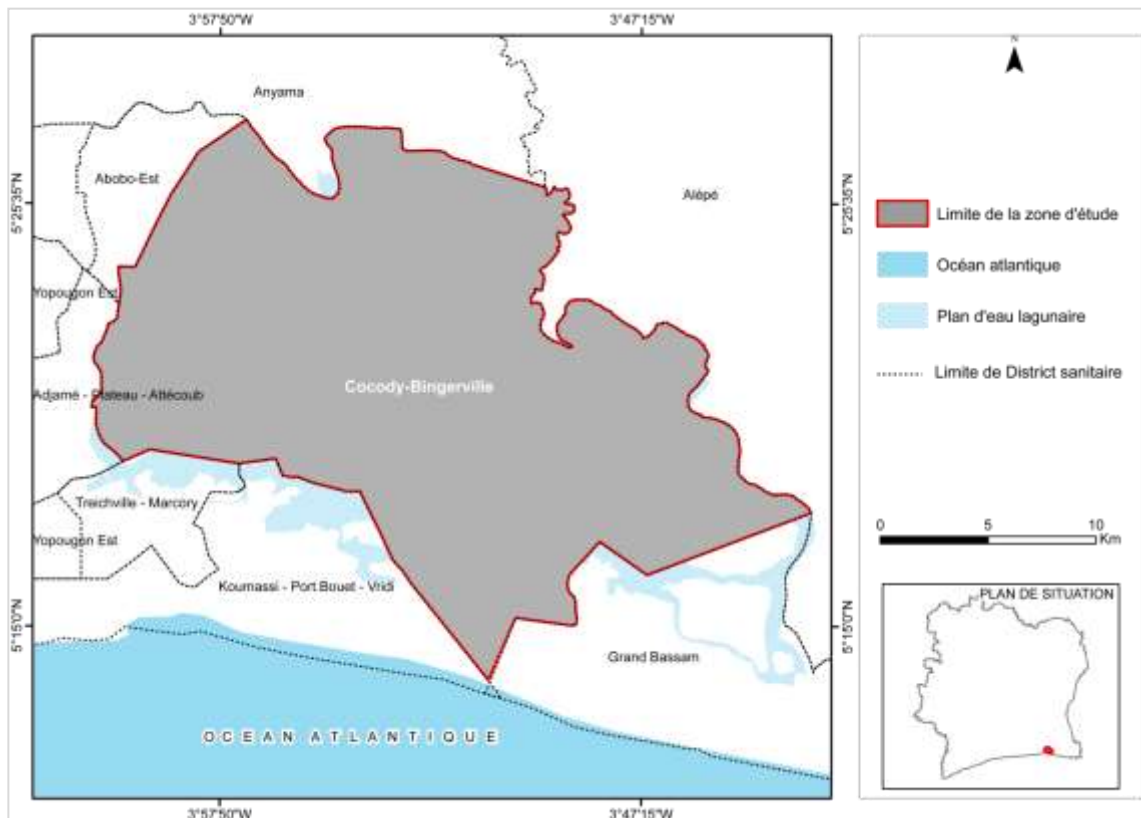 3°57'50"W
3°47'15"W
N
Anyama
Abobo-Est
Alépé
5°25'35"N
5°25'35"N
Limite de la zone d'étude
Océan atlantique
Yopougon Est
Plan d'eau lagunaire
Limite de District sanitaire
Cocody-Bingerville
Adjamé - Plateau - Attécoub
Treichville - Marcory
0 5 10
Km
Yopougon Est
Koumassi - Port Bouet - Vridi
PLAN DE SITUATION
5°15'0"N
5°15'0"N
Grand Bassam
OCEAN ATLANTIQUE
3°57'50"W
3°47'15"W